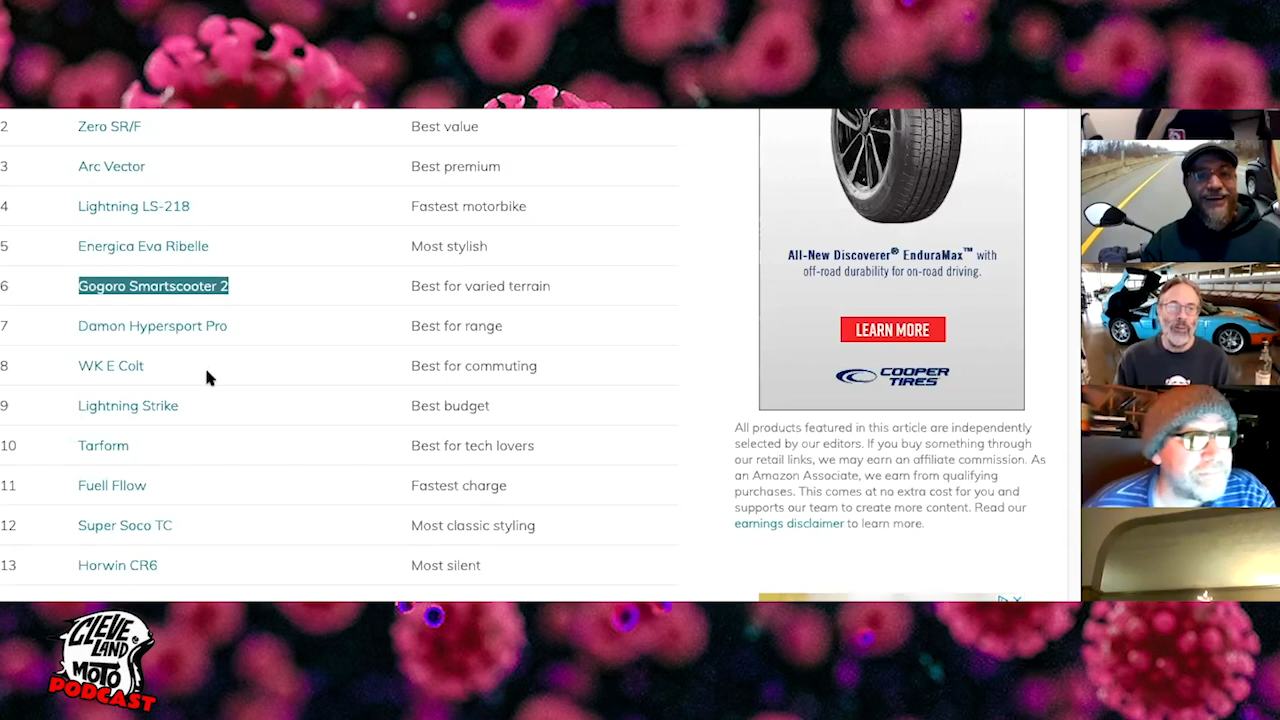 2 Zero SR/F Best value
3 Arc Vector Best premium
4 Lightning LS-218 Fastest motorbike
5 Energica Eva Ribelle Most stylish
6 Gogoro Smartscooter 2 Best for varied terrain
7 Damon Hypersport Pro Best for range
8 WK E Colt Best for commuting
9 Lightning Strike Best budget
10 Tarform Best for tech lovers
11 Fuell Fllow Fastest charge
12 Super Soco TC Most classic styling
13 Horwin CR6 Most silent
All-New Discoverer® EnduraMax™ with
off-road durability for on-road driving.
LEARN MORE
COOPER
TIRES
All products featured in this article are independently
selected by our editors. If you buy something through
our retail links, we may earn an affiliate commission. As
an Amazon Associate, we earn from qualifying
purchases. This comes at no extra cost for you and
supports our team to create more content. Read our
earnings disclaimer to learn more.
CLEVE
LAND
MOTO
PODCAST